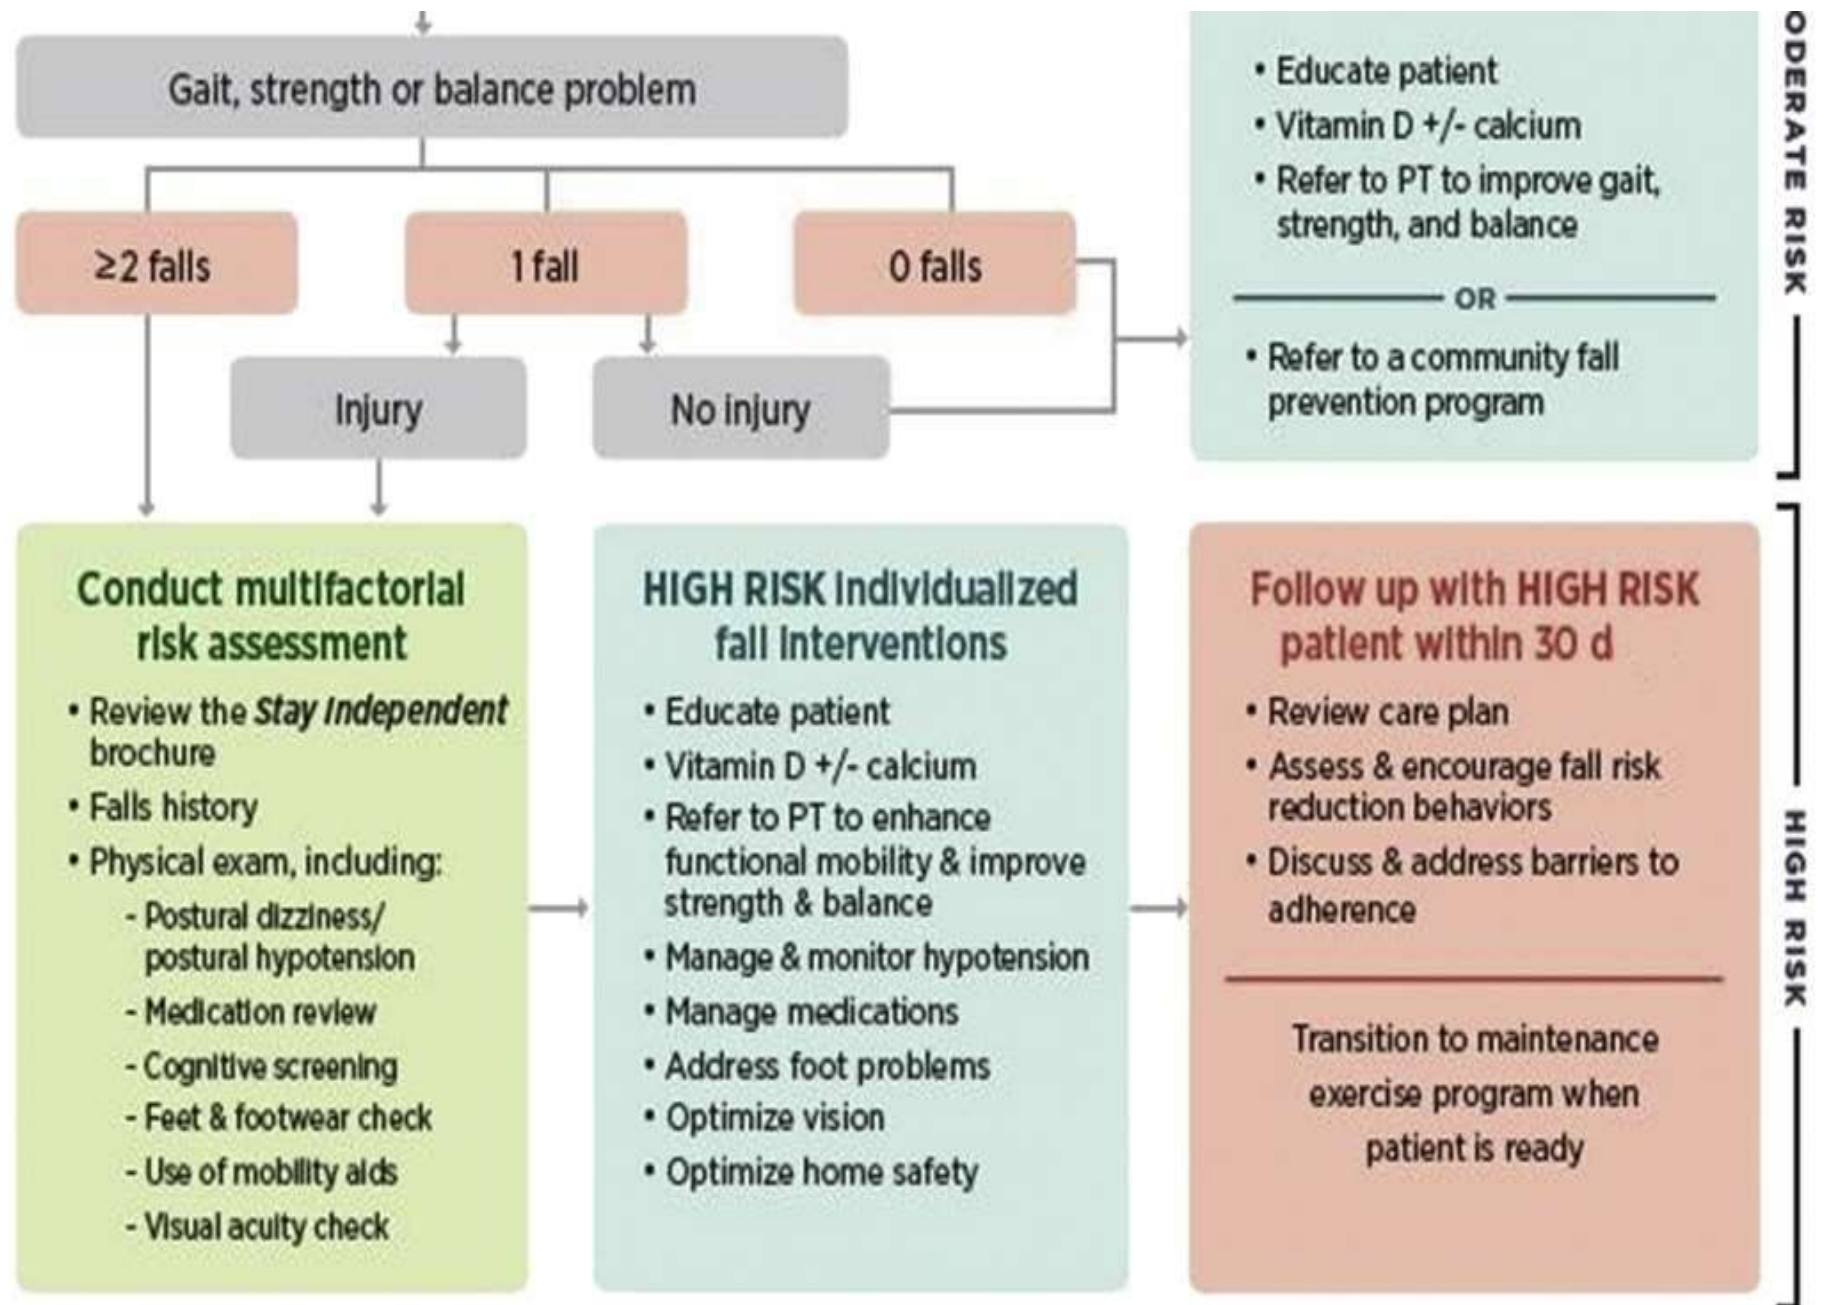 Gait, strength or balance problem
≥2 falls
1 fall
0 falls
Injury
No injury
• Educate patient
• Vitamin D +/- calcium
• Refer to PT to improve gait,
strength, and balance
OR
• Refer to a community fall
prevention program
ODERATE RISK
Conduct multifactorial
risk assessment
• Review the Stay Independent
brochure
• Falls history
• Physical exam, including:
- Postural dizziness/
postural hypotension
- Medication review
- Cognitive screening
- Feet & footwear check
- Use of mobility aids
- Visual acuity check
HIGH RISK individualized
fall interventions
• Educate patient
• Vitamin D +/- calcium
• Refer to PT to enhance
functional mobility & improve
strength & balance
• Manage & monitor hypotension
• Manage medications
• Address foot problems
• Optimize vision
• Optimize home safety
Follow up with HIGH RISK
patient within 30 d
• Review care plan
• Assess & encourage fall risk
reduction behaviors
• Discuss & address barriers to
adherence
Transition to maintenance
exercise program when
patient is ready
HIGH RISK